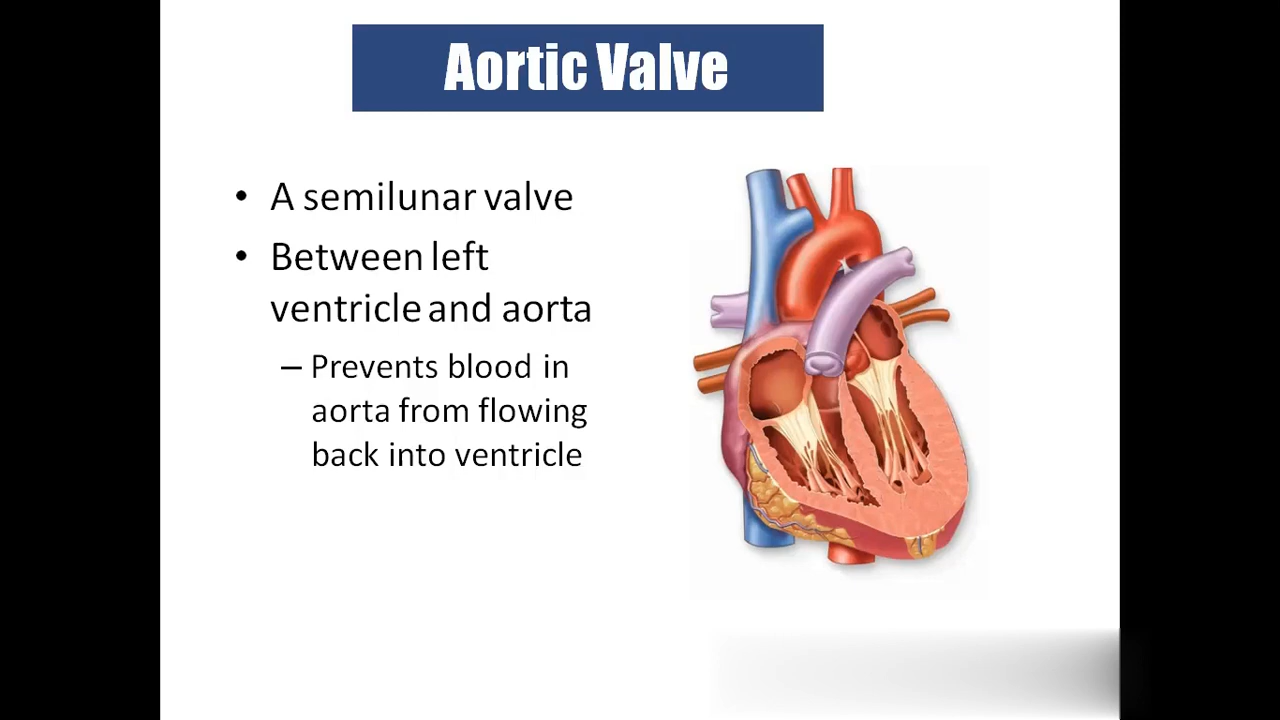 Aortic Valve
• A semilunar valve
• Between left
ventricle and aorta
– Prevents blood in
aorta from flowing
back into ventricle